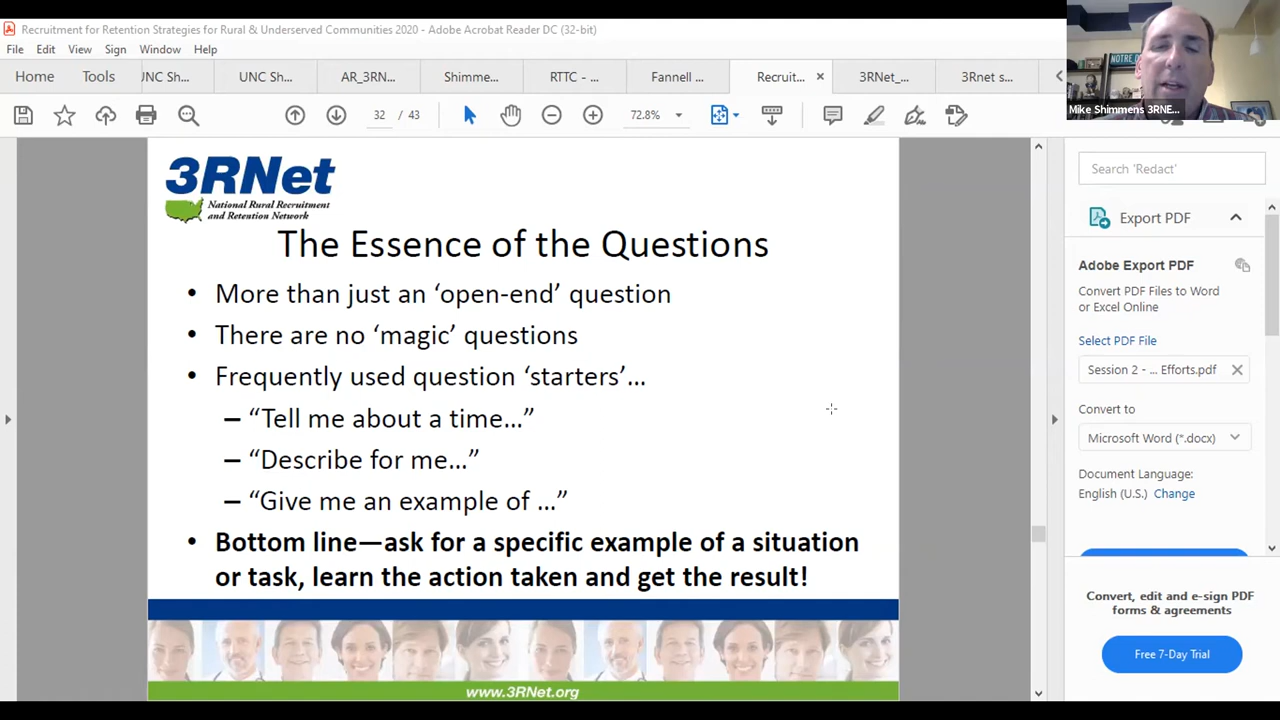 Recruitment for Retention Strategies for Rural & Underserved Communities 2020 - Adobe Acrobat Reader DC (32-bit)
File Edit View Sign Window Help
Home Tools UNC Sh... UNC Sh... AR_3RN... Shimme... RTTC - ... Fannell ... Recruit... × 3RNet_... 3Rnet s...
/ 43 72.8%
NOTRE
Mike Shimmens 3RNE...
3RNet
National Rural Recruitment
and Retention Network
The Essence of the Questions
• More than just an ‘open-end’ question
• There are no ‘magic’ questions
• Frequently used question ‘starters’...
– “Tell me about a time...”
– “Describe for me...”
– “Give me an example of ...”
• Bottom line—ask for a specific example of a situation
or task, learn the action taken and get the result!
www.3RNet.org
Search 'Redact'
Export PDF
Adobe Export PDF
Convert PDF Files to Word
or Excel Online
Select PDF File
Session 2 - ... Efforts.pdf ×
Convert to
Microsoft Word (*.docx)
Document Language:
English (U.S.) Change
Convert, edit and e-sign PDF
forms & agreements
Free 7-Day Trial